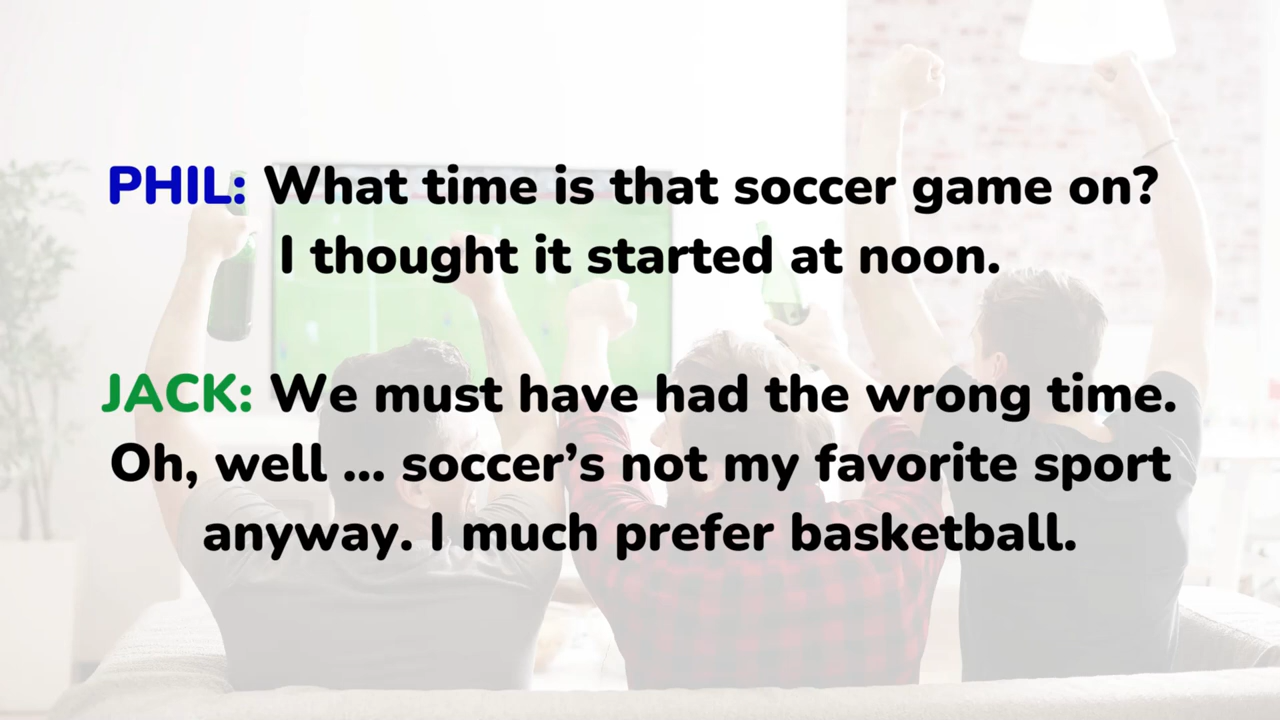 PHIL: What time is that soccer game on?
I thought it started at noon.
JACK: We must have had the wrong time.
Oh, well ... soccer’s not my favorite sport
anyway. I much prefer basketball.